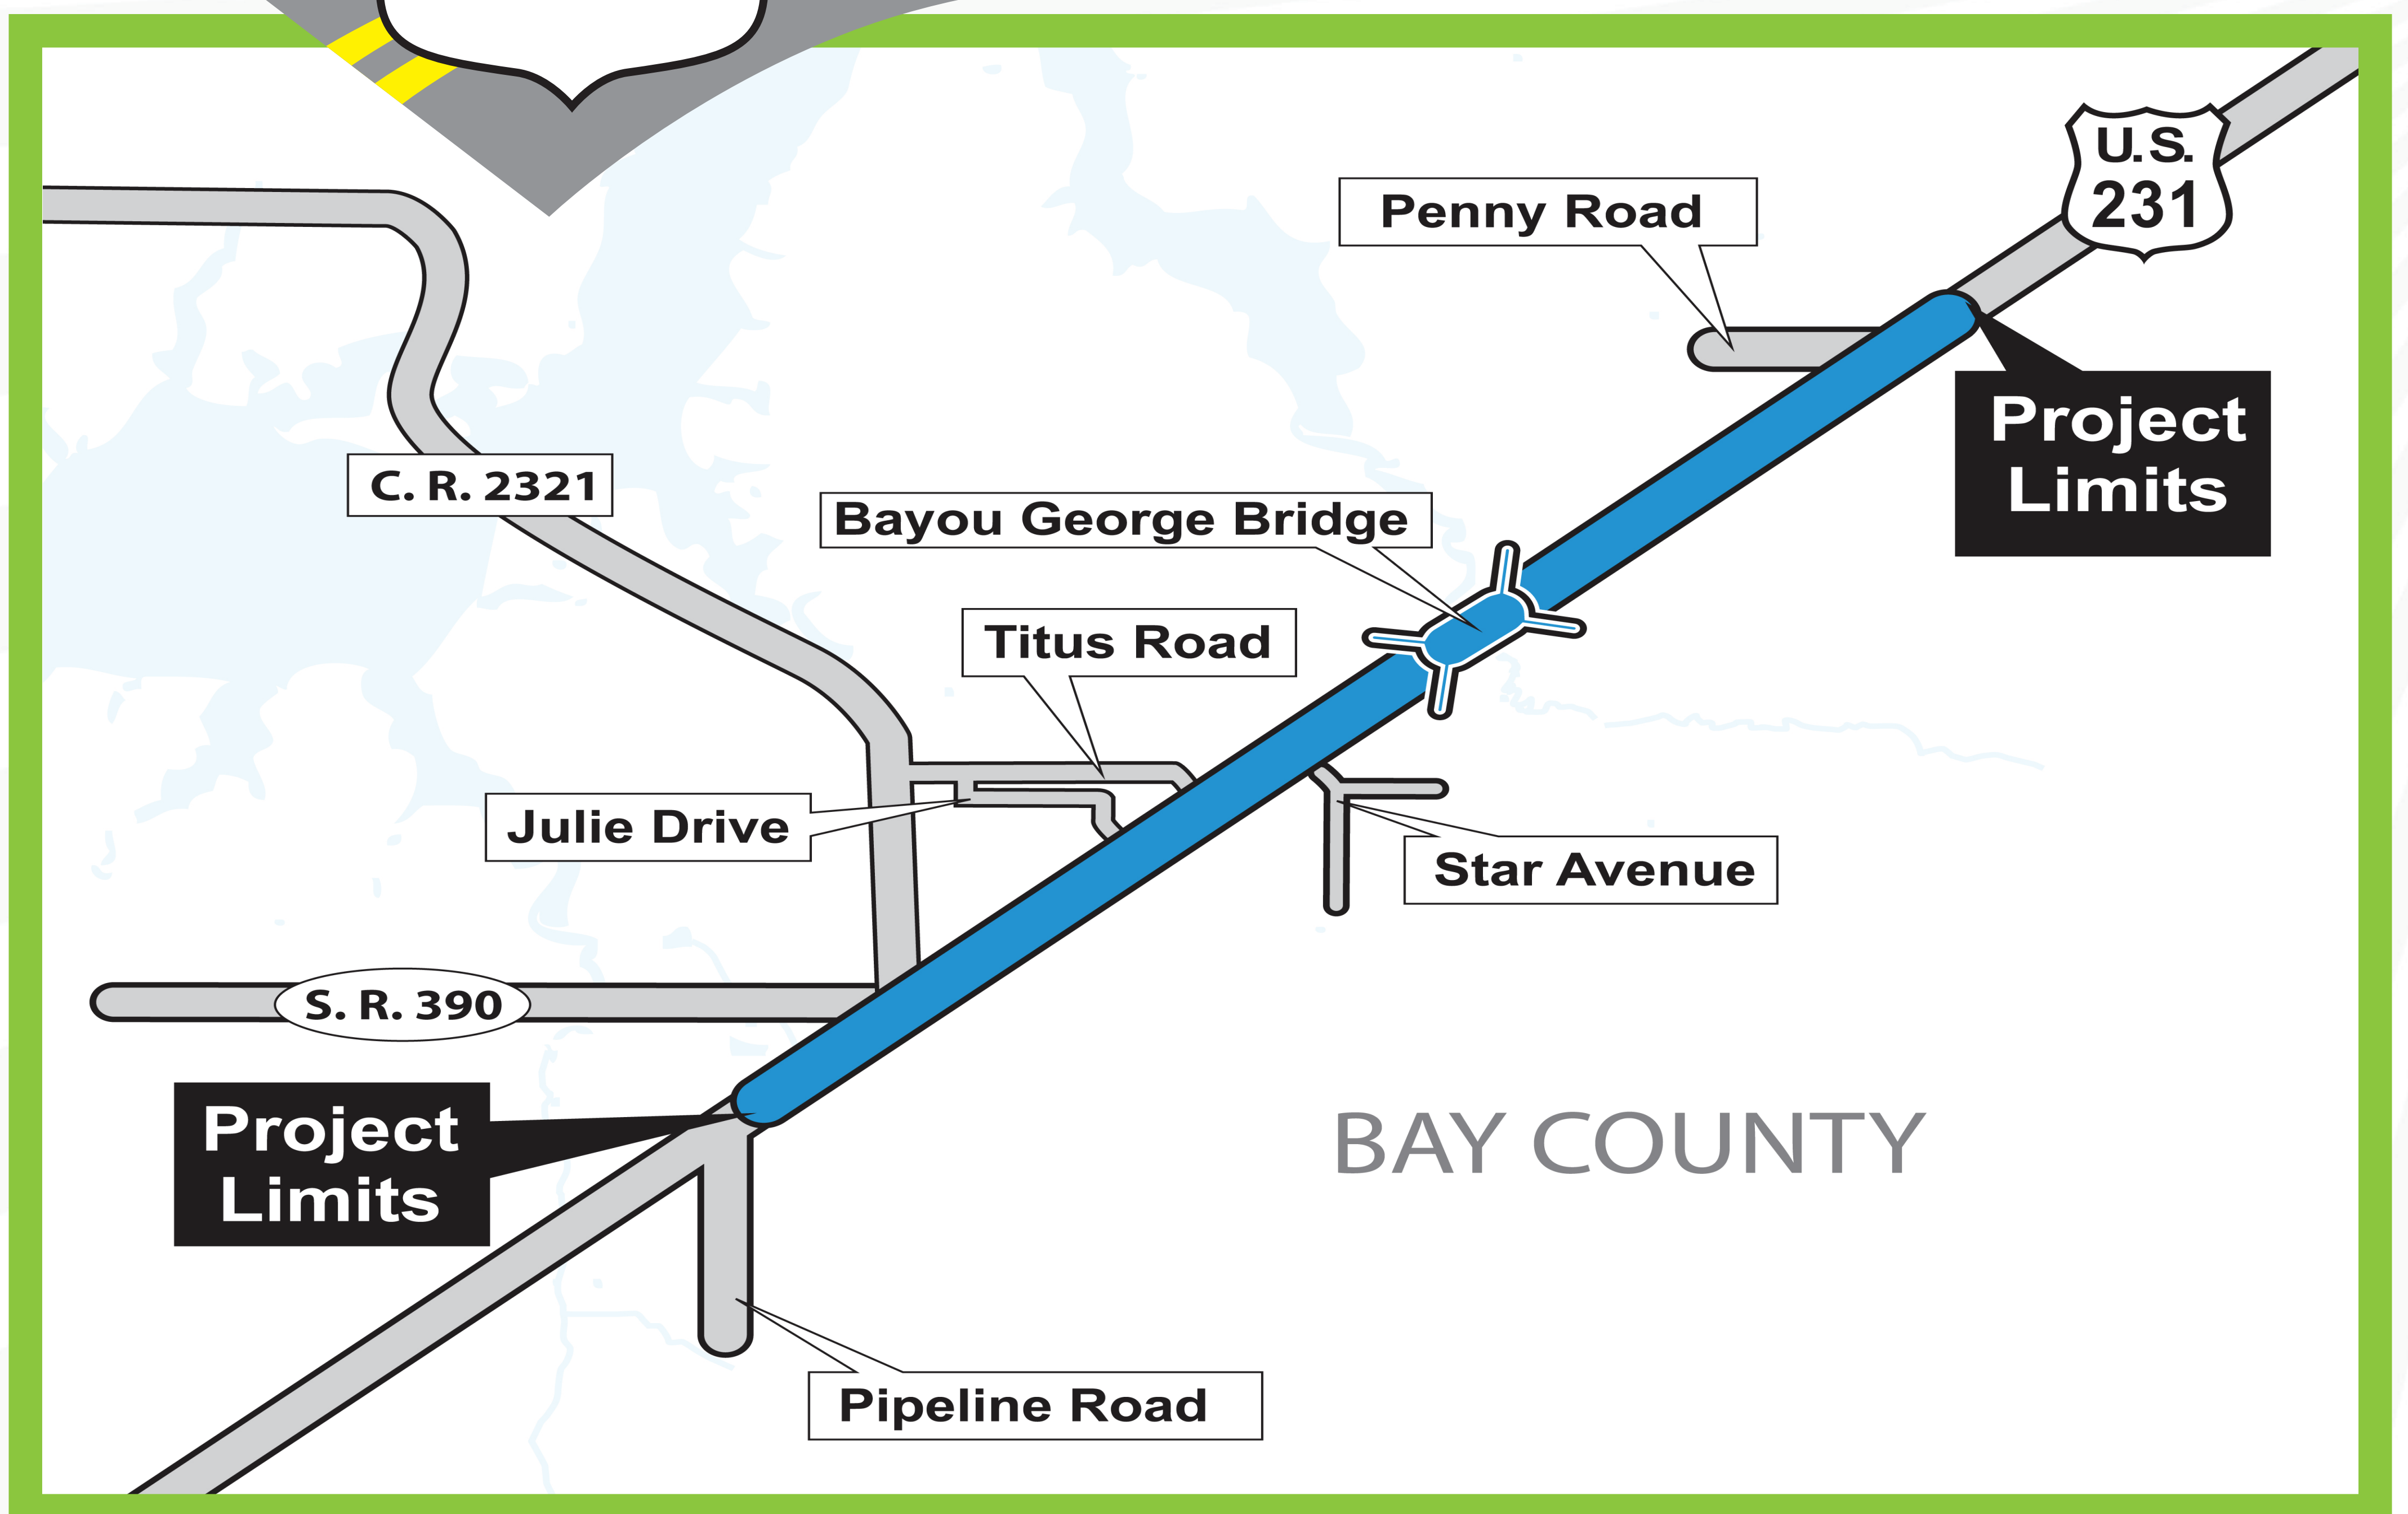 U.S.
231
Penny Road
Project
Limits
C. R. 2321
Bayou George Bridge
Titus Road
Julie Drive
Star Avenue
S. R. 390
Project
Limits
BAY COUNTY
Pipeline Road